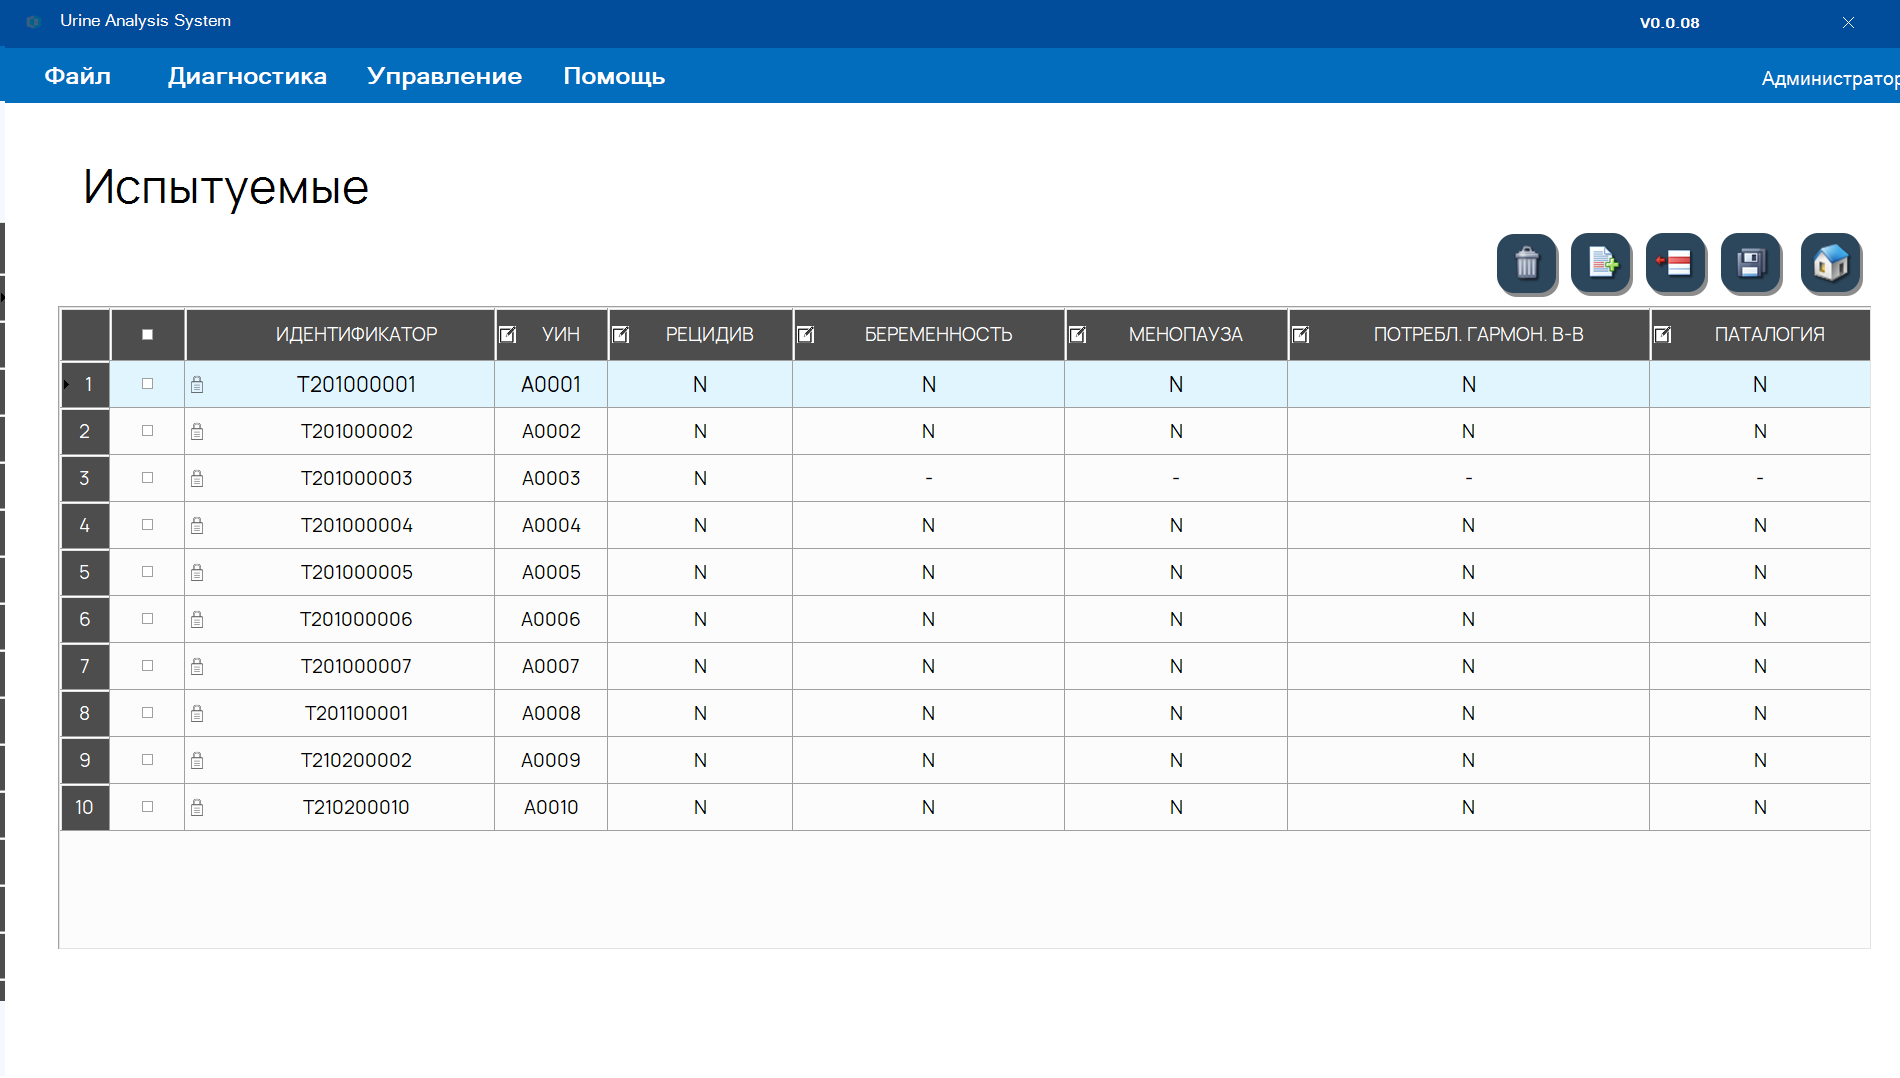 Urine Analysis System V0.0.08
Файл Диагностика Управление Помощь Администратор
Испытуемые
ИДЕНТИФИКАТОР УИН РЕЦИДИВ БЕРЕМЕННОСТЬ МЕНОПАУЗА ПОТРЕБЛ. ГАРМОН. В-В ПАТАЛОГИЯ
1 T201000001 A0001 N N N N N
2 T201000002 A0002 N N N N N
3 T201000003 A0003 N - - - -
4 T201000004 A0004 N N N N N
5 T201000005 A0005 N N N N N
6 T201000006 A0006 N N N N N
7 T201000007 A0007 N N N N N
8 T201100001 A0008 N N N N N
9 T210200002 A0009 N N N N N
10 T210200010 A0010 N N N N N